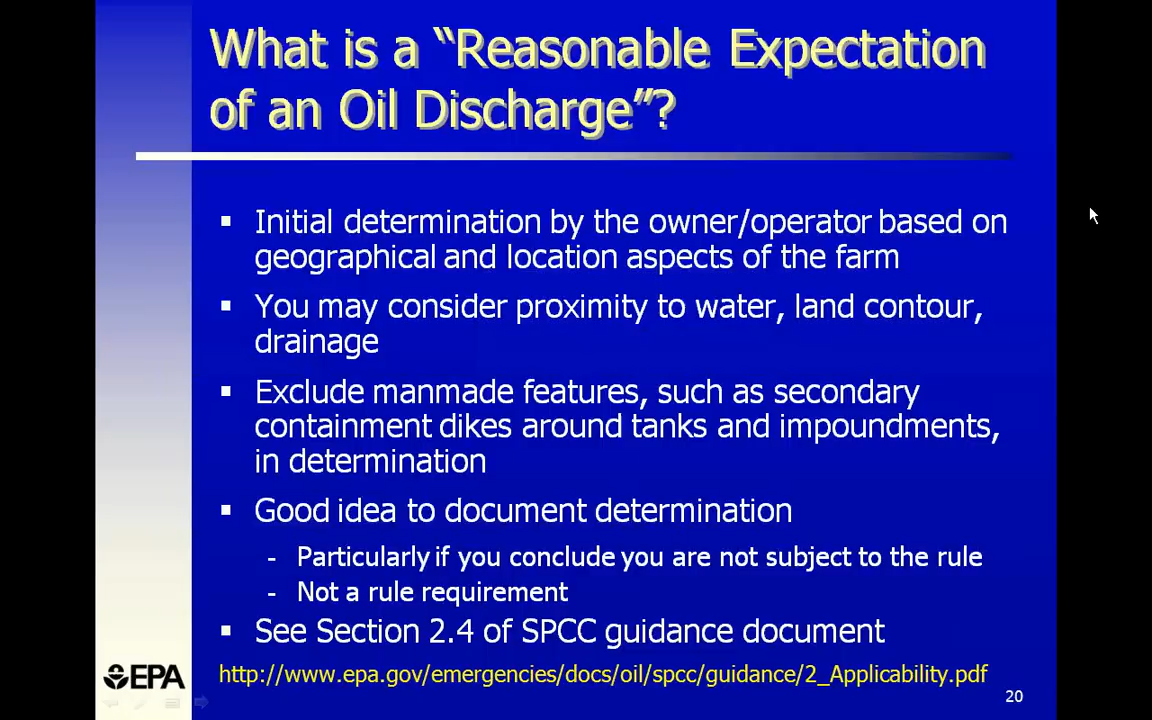 What is a “Reasonable Expectation
of an Oil Discharge”?
▪ Initial determination by the owner/operator based on
geographical and location aspects of the farm
▪ You may consider proximity to water, land contour,
drainage
▪ Exclude manmade features, such as secondary
containment dikes around tanks and impoundments,
in determination
▪ Good idea to document determination
- Particularly if you conclude you are not subject to the rule
- Not a rule requirement
▪ See Section 2.4 of SPCC guidance document
http://www.epa.gov/emergencies/docs/oil/spcc/guidance/2_Applicability.pdf
EPA
20